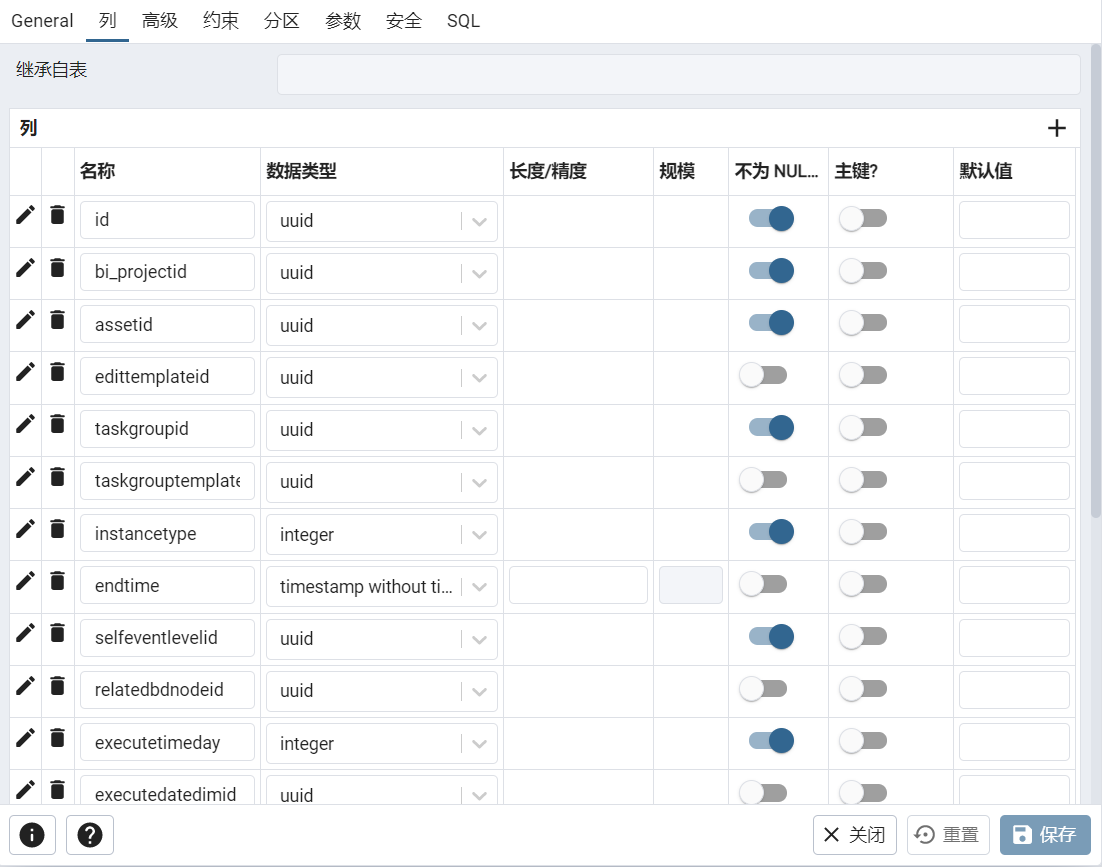 General 列 高级 约束 分区 参数 安全 SQL
继承自表
列
名称 数据类型 长度/精度 规模 不为 NUL... 主键? 默认值
id uuid
bi_projectid uuid
assetid uuid
edittemplateid uuid
taskgroupid uuid
taskgrouptemplate uuid
instancetype integer
endtime timestamp without ti...
selfeventlevelid uuid
relatedbdnodeid uuid
executetimeday integer
executedatedimid uuid
关闭 重置 保存